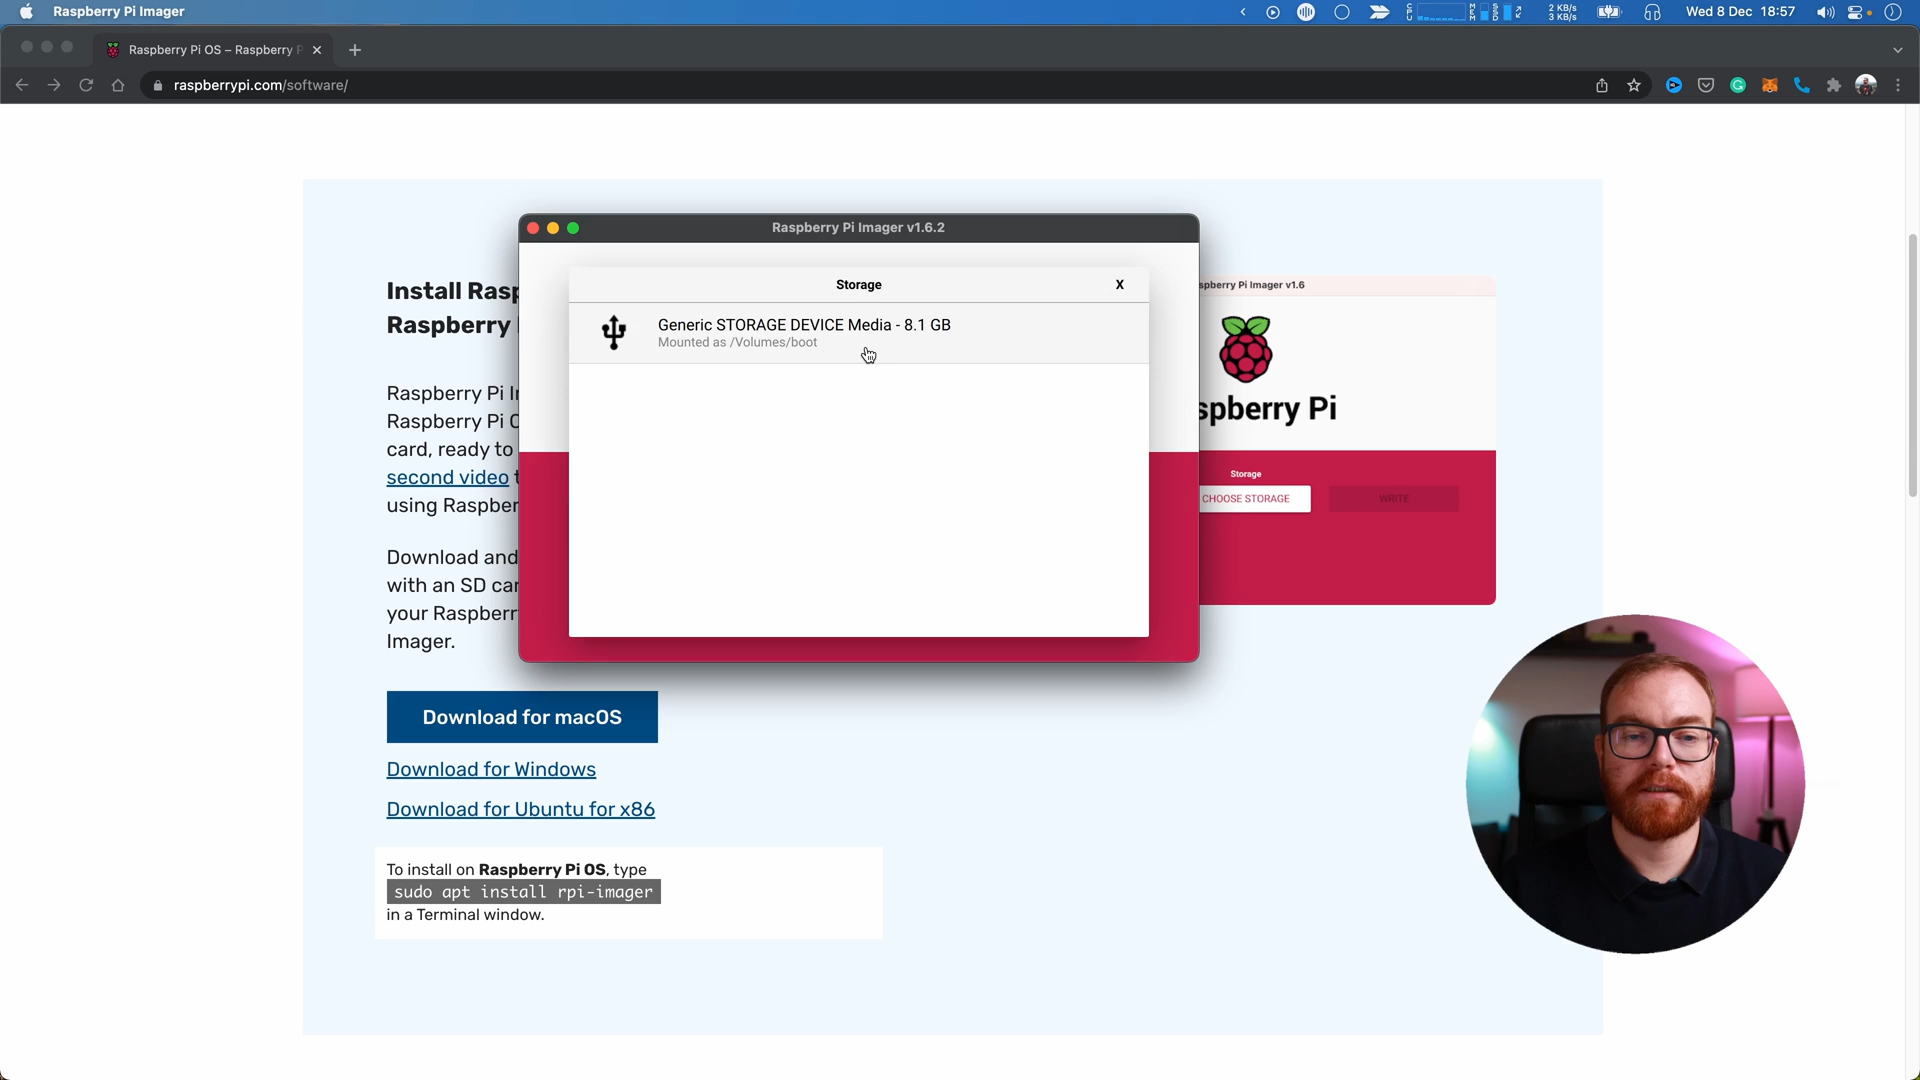 Raspberry Pi Imager
2 KB/s
3 KB/s
Wed 8 Dec 18:57
Raspberry Pi OS – Raspberry P
raspberrypi.com/software/
Raspberry Pi Imager v1.6.2
Storage
X
Generic STORAGE DEVICE Media - 8.1 GB
Mounted as /Volumes/boot
spberry Pi Imager v1.6
spberry Pi
Storage
CHOOSE STORAGE
WRITE
Install Rasp
Raspberry
Raspberry Pi I
Raspberry Pi O
card, ready to
second video t
using Raspber
Download and
with an SD car
your Raspberr
Imager.
Download for macOS
Download for Windows
Download for Ubuntu for x86
To install on Raspberry Pi OS, type
sudo apt install rpi-imager
in a Terminal window.